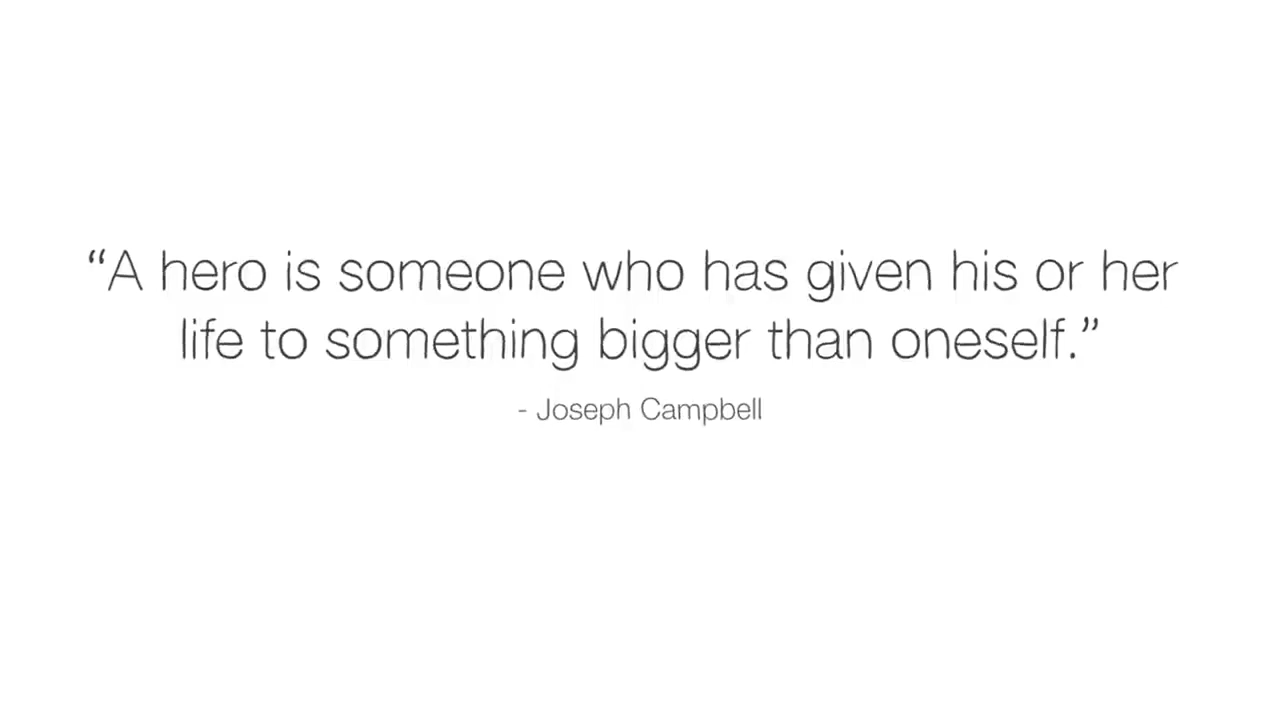 “A hero is someone who has given his or her
life to something bigger than oneself.”
- Joseph Campbell